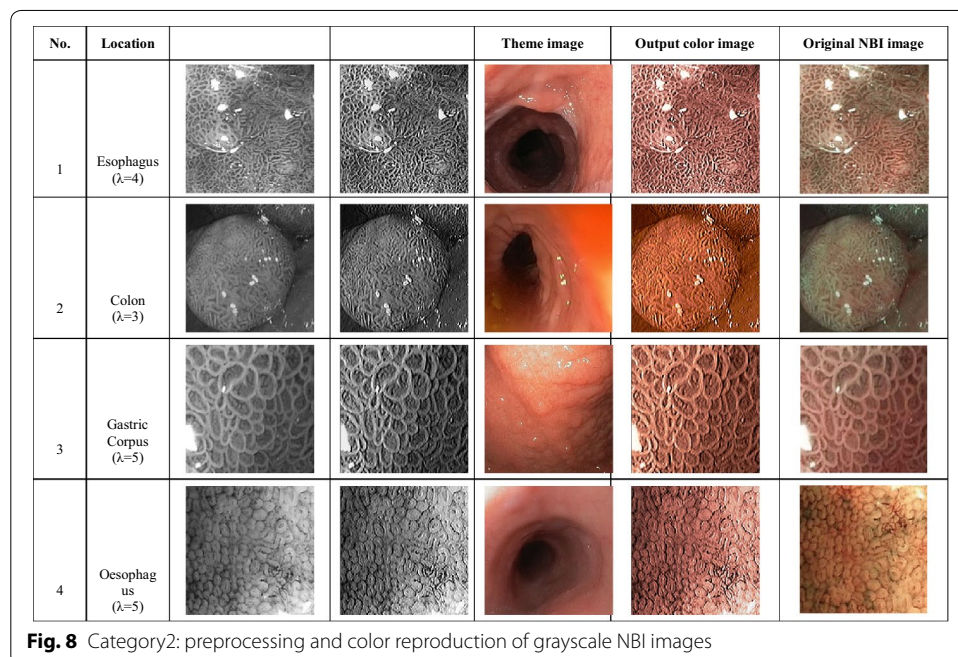 No. Location Theme image Output color image Original NBI image
1
Esophagus
(λ=4)
2
Colon
(λ=3)
3
Gastric
Corpus
(λ=5)
4
Oesophag
us
(λ=5)
Fig. 8 Category2: preprocessing and color reproduction of grayscale NBI images